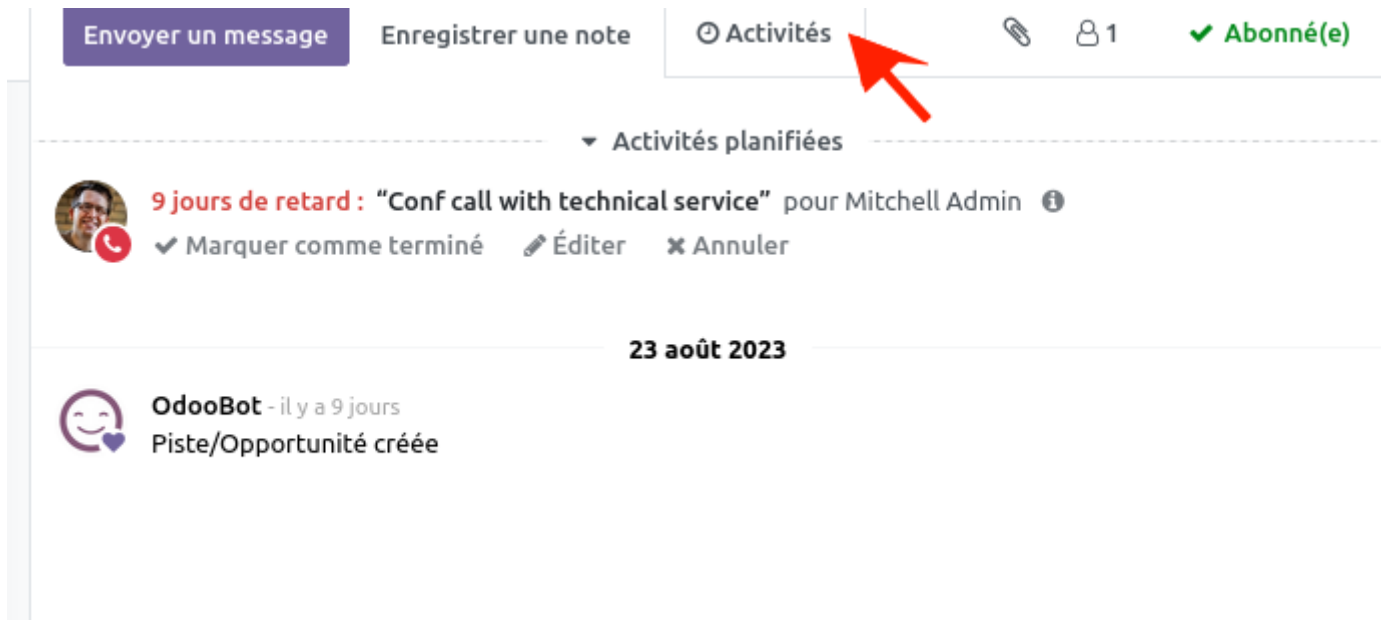 Envoyer un message Enregistrer une note Activités 1 Abonné(e)
Activités planifiées
9 jours de retard : “Conf call with technical service” pour Mitchell Admin
Marquer comme terminé Éditer Annuler
23 août 2023
OdooBot - il y a 9 jours
Piste/Opportunité créée